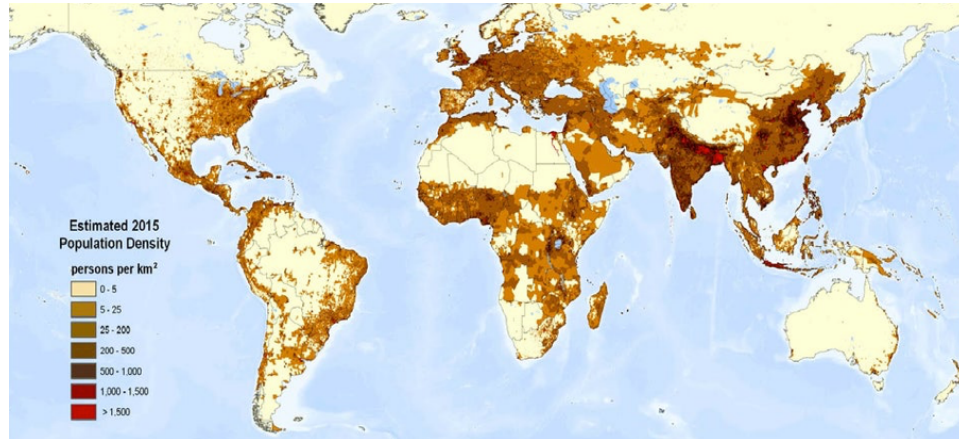 Estimated 2015
Population Density
persons per km²
0 - 5
5 - 25
25 - 200
200 - 500
500 - 1,000
1,000 - 1,500
> 1,500